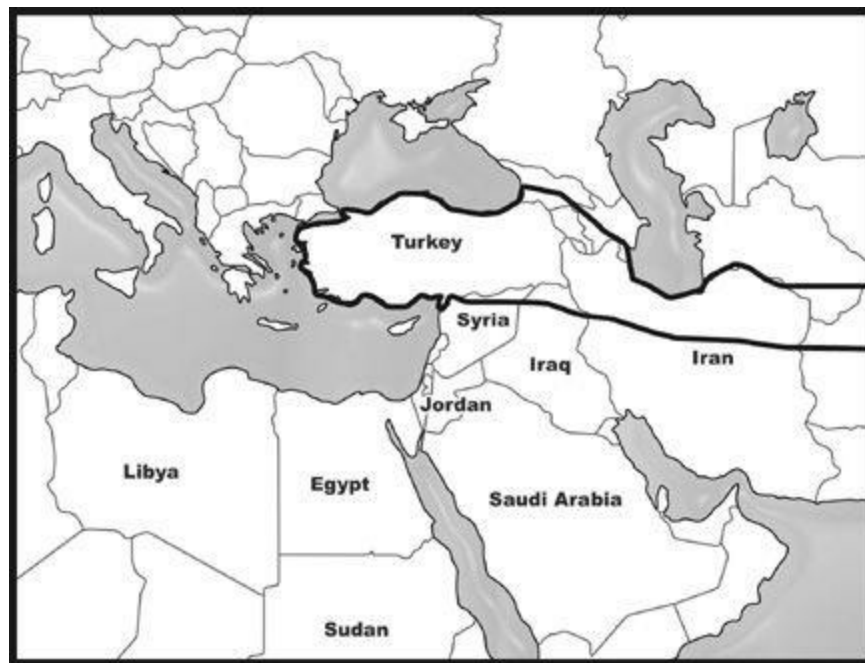 Turkey
Syria
Iraq
Iran
Jordan
Libya
Egypt
Saudi Arabia
Sudan